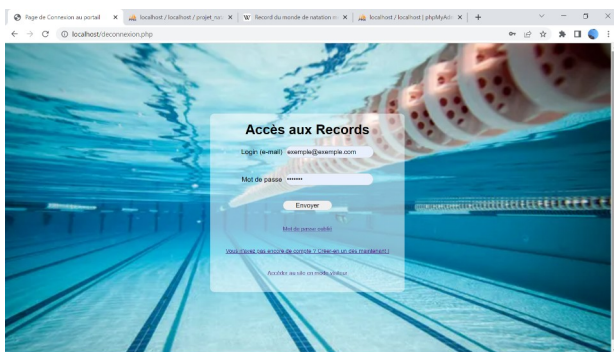 Page de Connexion au portail
localhost / localhost / projet_na
Record du monde de natation m
localhost / localhost | phpMyAd
localhost/deconnexion.php
Accès aux Records
Login (e-mail) exemple@exemple.com
Mot de passe •••••••
Envoyer
Mot de passe oublié
Vous n'avez pas encore de compte ? Créer-en un dès maintenant !
Accéder au site en mode visiteur